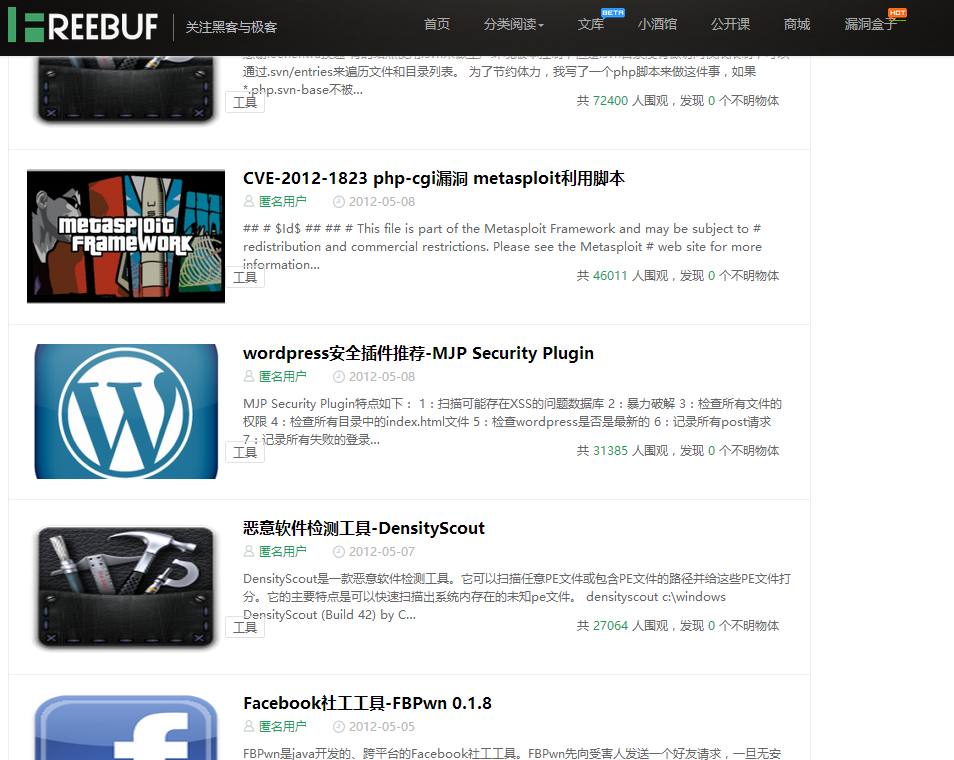 FREEBUF
关注黑客与极客
首页
分类阅读
文库
BETA
小酒馆
公开课
商城
漏洞盒子
HOT
通过.svn/entries来遍历文件和目录列表。 为了节约体力，我写了一个php脚本来做这件事，如果
*.php.svn-base不被...
工具
共 72400 人围观，发现 0 个不明物体
metasploit
FRAMEWORK
CVE-2012-1823 php-cgi漏洞 metasploit利用脚本
匿名用户 2012-05-08
## # $Id$ ## ## # This file is part of the Metasploit Framework and may be subject to #
redistribution and commercial restrictions. Please see the Metasploit # web site for more
information...
工具
共 46011 人围观，发现 0 个不明物体
wordpress安全插件推荐-MJP Security Plugin
匿名用户 2012-05-08
MJP Security Plugin特点如下： 1：扫描可能存在XSS的问题数据库 2：暴力破解 3：检查所有文件的
权限 4：检查所有目录中的index.html文件 5：检查wordpress是否是最新的 6：记录所有post请求
7：记录所有失败的登录...
工具
共 31385 人围观，发现 0 个不明物体
恶意软件检测工具-DensityScout
匿名用户 2012-05-07
DensityScout是一款恶意软件检测工具。它可以扫描任意PE文件或包含PE文件的路径并给这些PE文件打
分。它的主要特点是可以快速扫描出系统内存在的未知pe文件。 densityscout c:\windows
DensityScout (Build 42) by C...
工具
共 27064 人围观，发现 0 个不明物体
Facebook社工工具-FBPwn 0.1.8
匿名用户 2012-05-05
FBPwn是java开发的、跨平台的Facebook社工工具。FBPwn先向受害人发送一个好友请求，一旦无安